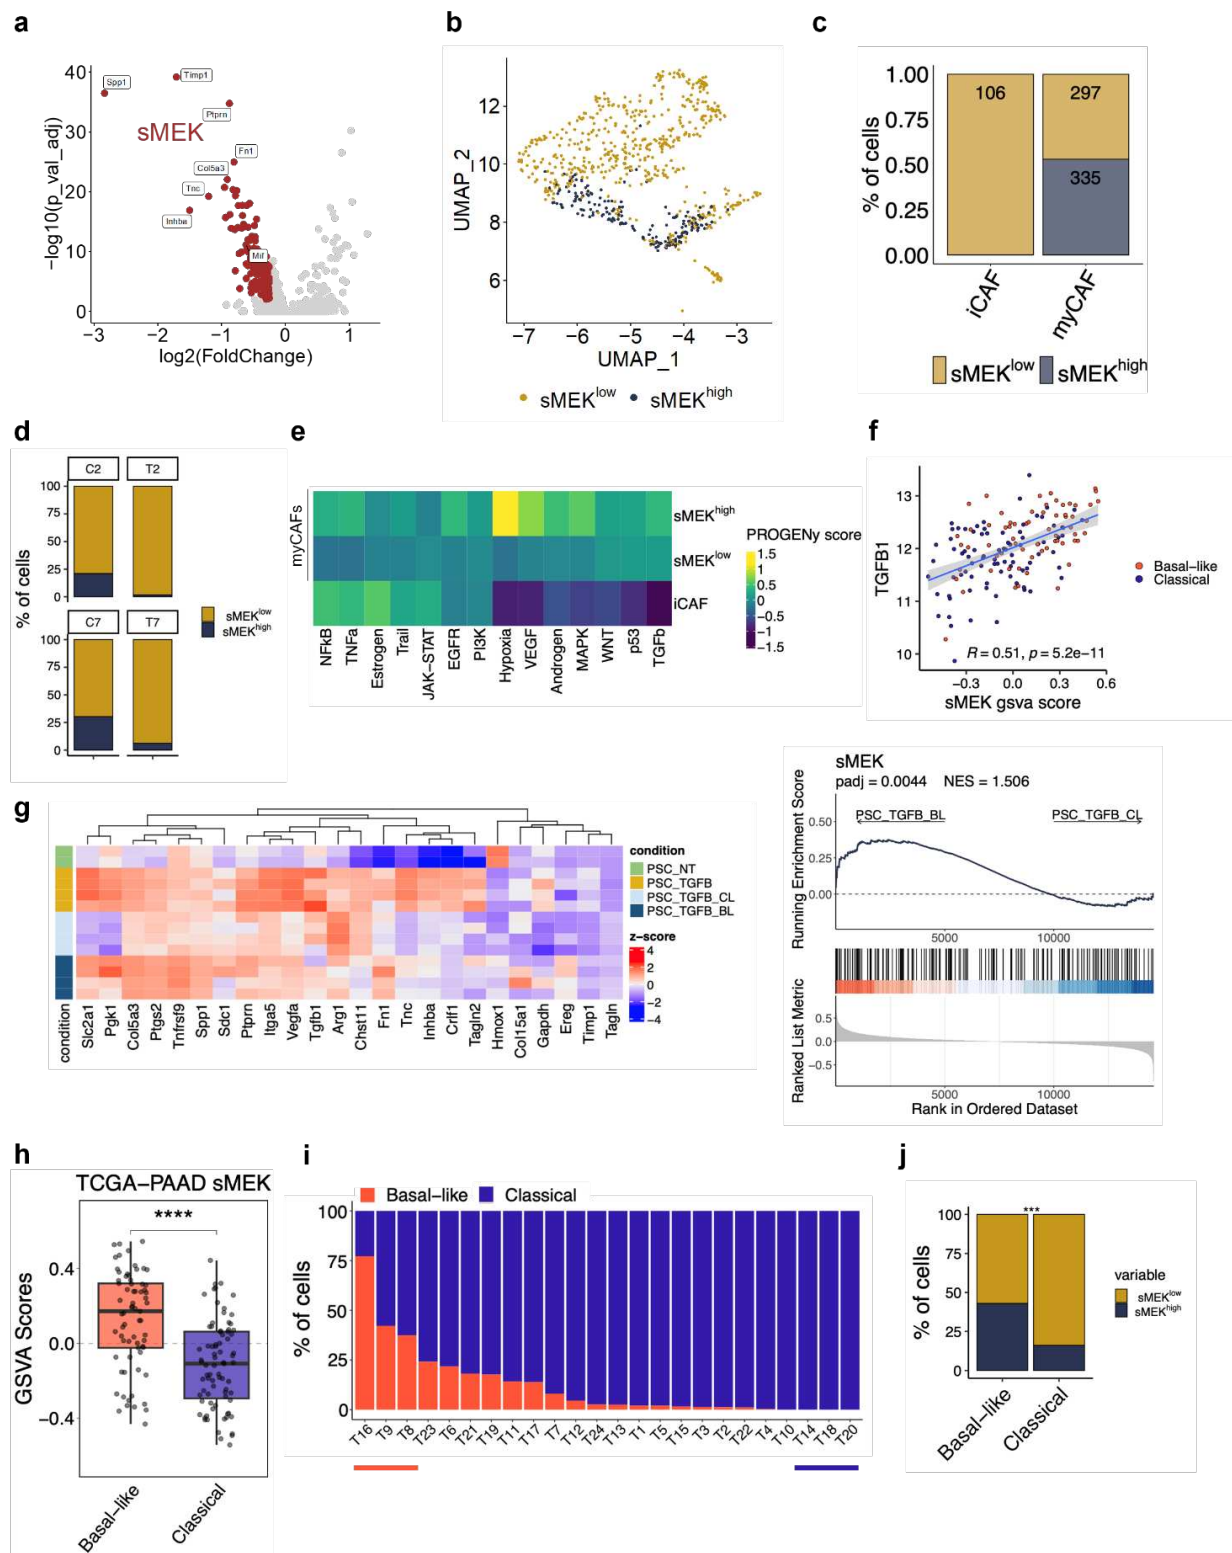 a
40
30
20
10
0
−log10(p_val_adj)
Spp1
Timp1
Ptprn
sMEK
Fn1
Col5a3
Tnc
Inhba
Mif
−3
−2
−1
0
1
log2(FoldChange)
b
12
10
8
6
UMAP_2
−7
−6
−5
−4
−3
UMAP_1
sMEKlow
sMEKhigh
c
1.00
0.75
0.50
0.25
0.00
% of cells
106
297
335
iCAF
myCAF
sMEKlow
sMEKhigh
d
C2
T2
100
75
50
25
0
C7
T7
100
75
50
25
0
% of cells
sMEKlow
sMEKhigh
e
myCAFs
sMEKhigh
sMEKlow
iCAF
NFkB
TNFa
Estrogen
Trail
JAK−STAT
EGFR
PI3K
Hypoxia
VEGF
Androgen
MAPK
WNT
p53
TGFb
PROGENy score
1.5
1
0.5
0
−0.5
−1
−1.5
f
13
12
11
10
TGFB1
R = 0.51, p = 5.2e−11
−0.3
0.0
0.3
0.6
sMEK gsva score
Basal−like
Classical
g
condition
PSC_NT
PSC_TGFB
PSC_TGFB_CL
PSC_TGFB_BL
z−score
4
2
0
−2
−4
condition
Slc2a1
Pgk1
Col5a3
Ptgs2
Tnfrsf9
Spp1
Sdc1
Ptprn
Itga5
Vegfa
Tgfb1
Arg1
Chst11
Fn1
Tnc
Inhba
Crlf1
Tagln2
Hmox1
Col15a1
Gapdh
Ereg
Timp1
Tagln
sMEK
padj = 0.0044 NES = 1.506
Running Enrichment Score
0.50
0.25
0.00
PSC_TGFB_BL
PSC_TGFB_CL
5000
10000
Ranked List Metric
0.5
0.0
−0.5
5000
10000
Rank in Ordered Dataset
h
TCGA−PAAD sMEK
****
0.4
0.0
−0.4
GSVA Scores
Basal−like
Classical
i
Basal−like
Classical
100
75
50
25
0
% of cells
T16
T9
T8
T23
T6
T21
T19
T11
T17
T7
T12
T24
T13
T1
T5
T15
T3
T2
T22
T4
T10
T14
T18
T20
j
100
75
50
25
0
% of cells
***
Basal−like
Classical
variable
sMEKlow
sMEKhigh